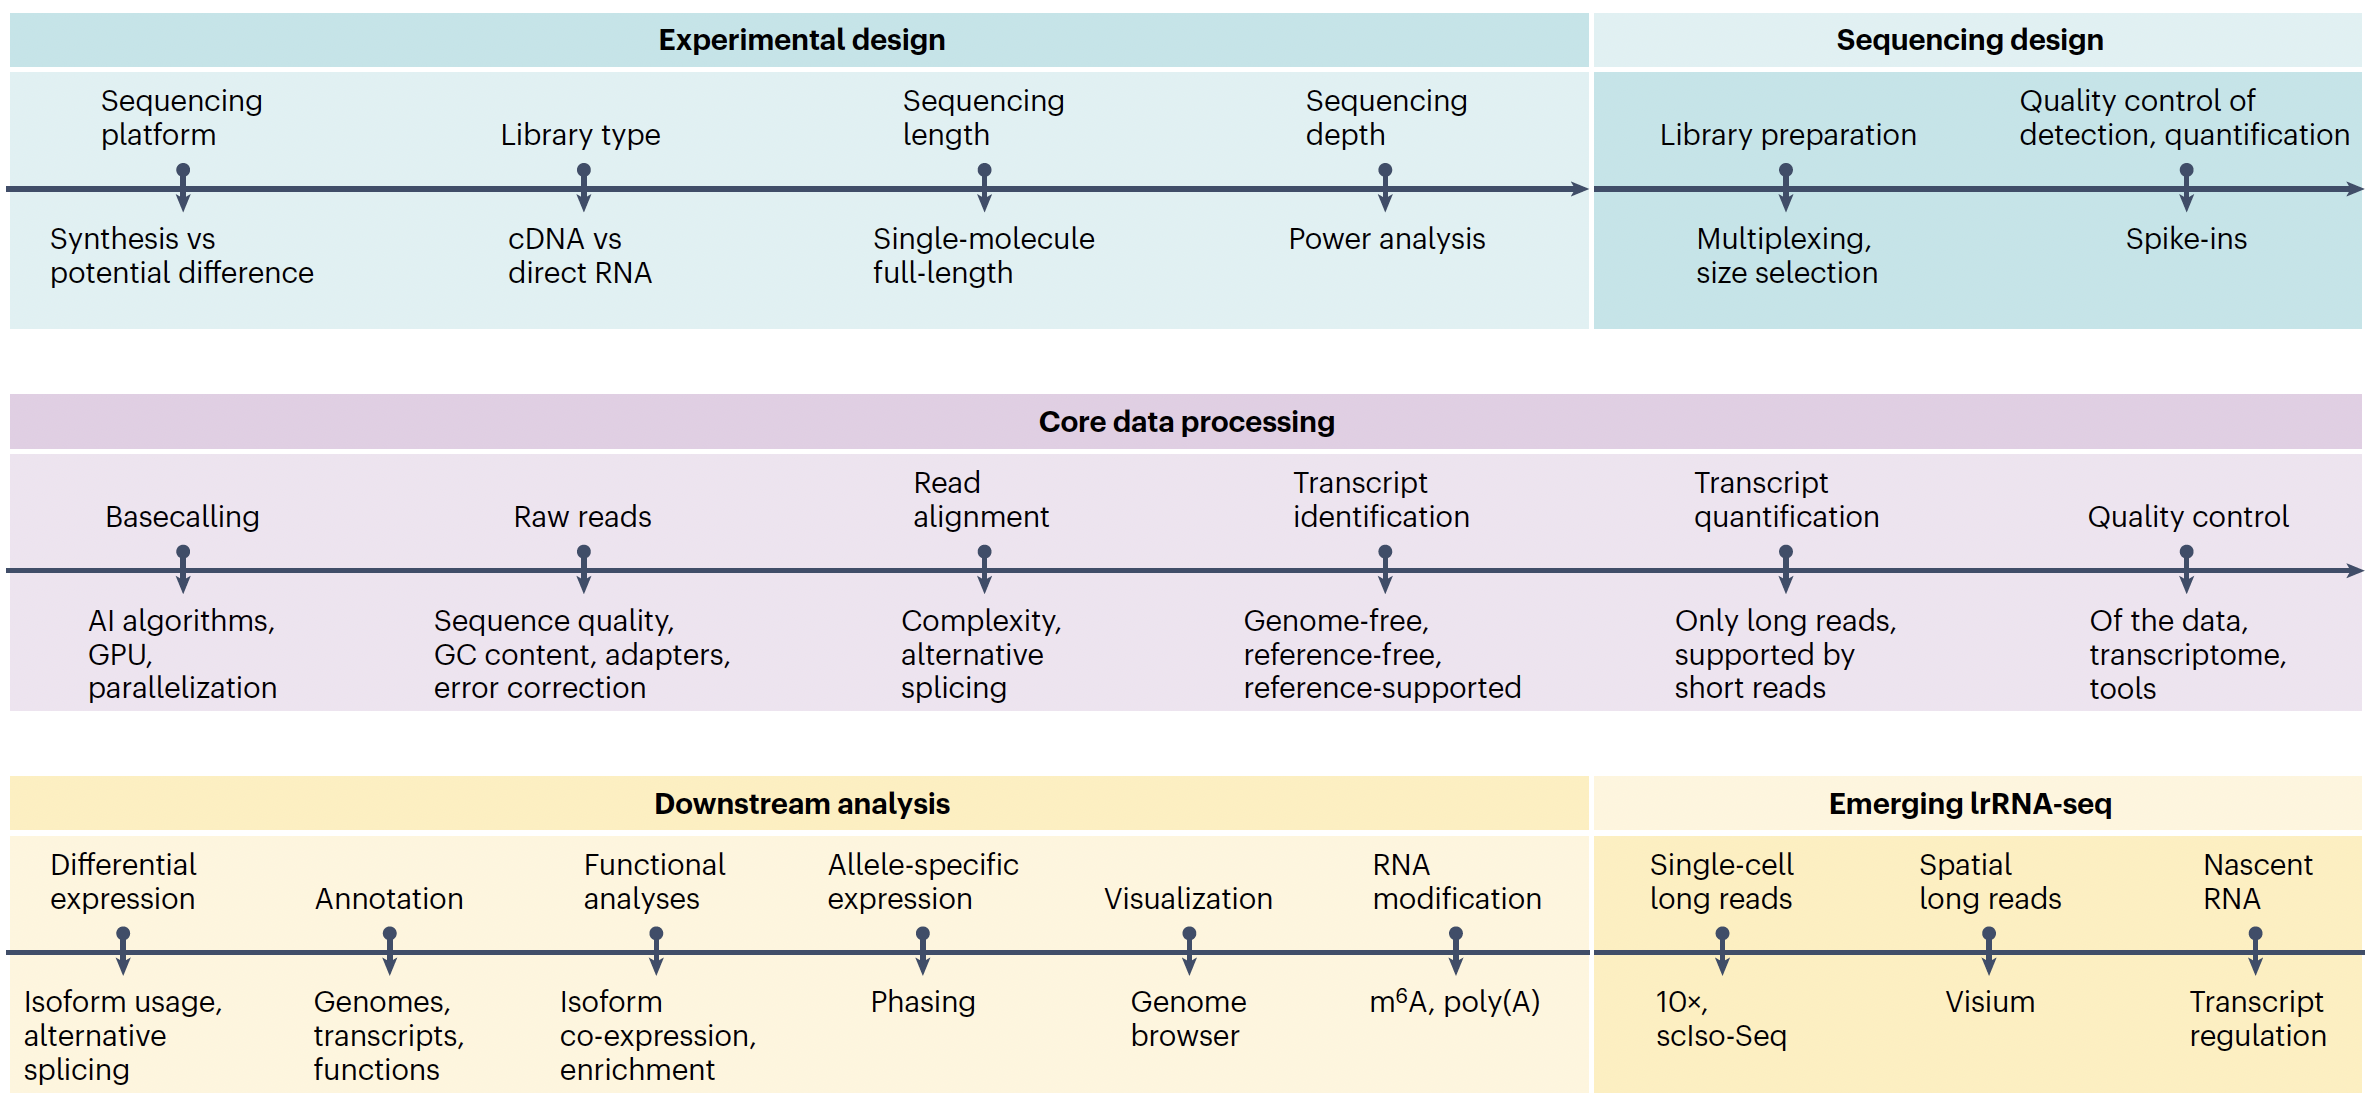 Experimental design
Sequencing
platform
Library type
Sequencing
length
Sequencing
depth
Synthesis vs
potential difference
cDNA vs
direct RNA
Single-molecule
full-length
Power analysis
Sequencing design
Library preparation
Quality control of
detection, quantification
Multiplexing,
size selection
Spike-ins
Core data processing
Basecalling
Raw reads
Read
alignment
Transcript
identification
Transcript
quantification
Quality control
AI algorithms,
GPU,
parallelization
Sequence quality,
GC content, adapters,
error correction
Complexity,
alternative
splicing
Genome-free,
reference-free,
reference-supported
Only long reads,
supported by
short reads
Of the data,
transcriptome,
tools
Downstream analysis
Differential
expression
Annotation
Functional
analyses
Allele-specific
expression
Visualization
RNA
modification
Isoform usage,
alternative
splicing
Genomes,
transcripts,
functions
Isoform
co-expression,
enrichment
Phasing
Genome
browser
m⁶A, poly(A)
Emerging lrRNA-seq
Single-cell
long reads
Spatial
long reads
Nascent
RNA
10×,
scIso-Seq
Visium
Transcript
regulation